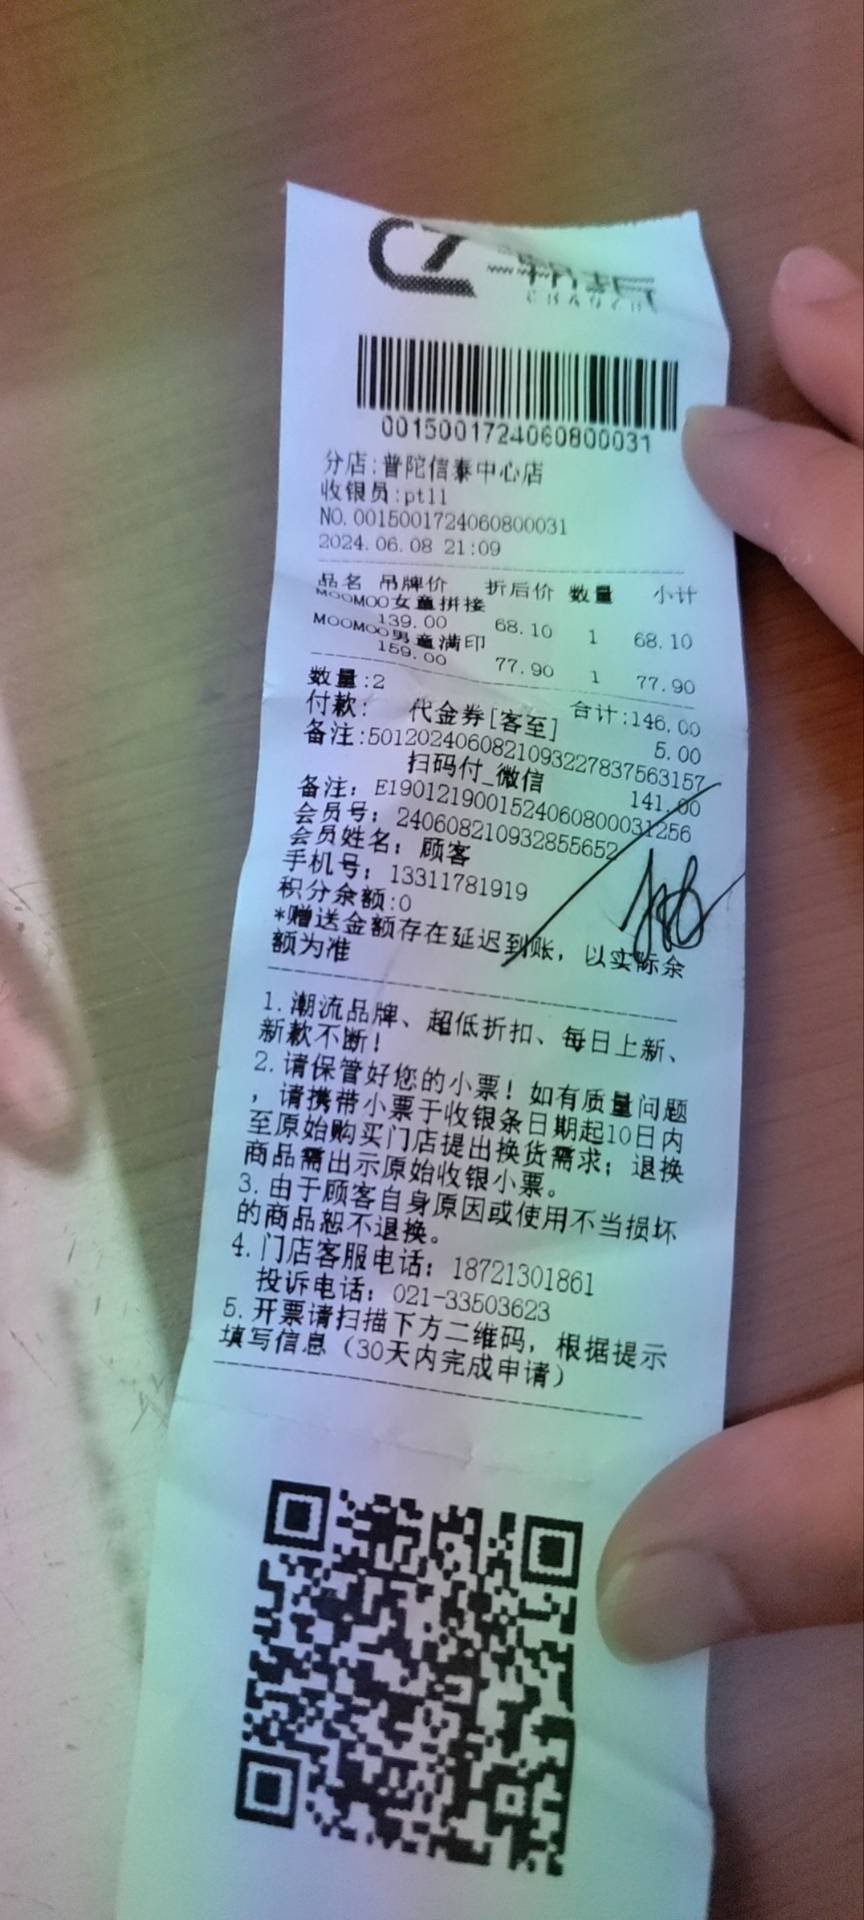 0015001724060800031
分店:普陀信泰中心店
收银员:pt11
NO.0015001724060800031
2024.06.08 21:09
品名 吊牌价 折后价 数量 小计
MOOMOO女童拼接
139.00 68.10 1 68.10
MOOMOO男童满印
159.00 77.90 1 77.90
数量:2 合计:146.00
付款: 代金券[客至] 5.00
备注:5012024060821093227837563157
扫码付_微信 141.00
备注: E1901219001524060800031256
会员号: 240608210932855652
会员姓名: 顾客
手机号: 13311781919
积分余额:0
*赠送金额存在延迟到账, 以实际余
额为准
1.潮流品牌、超低折扣、每日上新、
新款不断!
2.请保管好您的小票!如有质量问题
,请携带小票于收银条日期起10日内
至原始购买门店提出换货需求; 退换
商品需出示原始收银小票。
3.由于顾客自身原因或使用不当损坏
的商品恕不退换。
4.门店客服电话: 18721301861
投诉电话: 021-33503623
5.开票请扫描下方二维码, 根据提示
填写信息 (30天内完成申请)